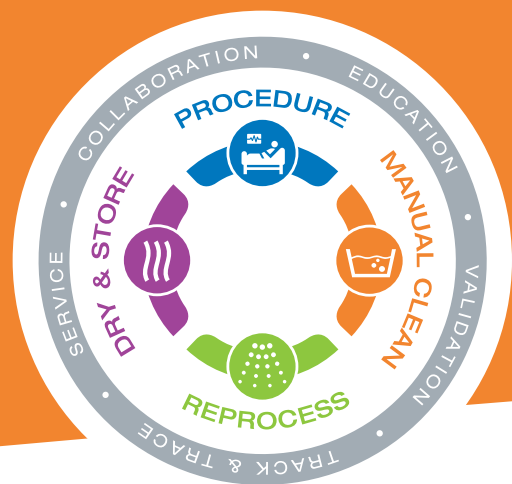 COLLABORATION • EDUCATION • VALIDATION • TRACK & TRACE • SERVICE •
PROCEDURE
MANUAL CLEAN
REPROCESS
DRY & STORE